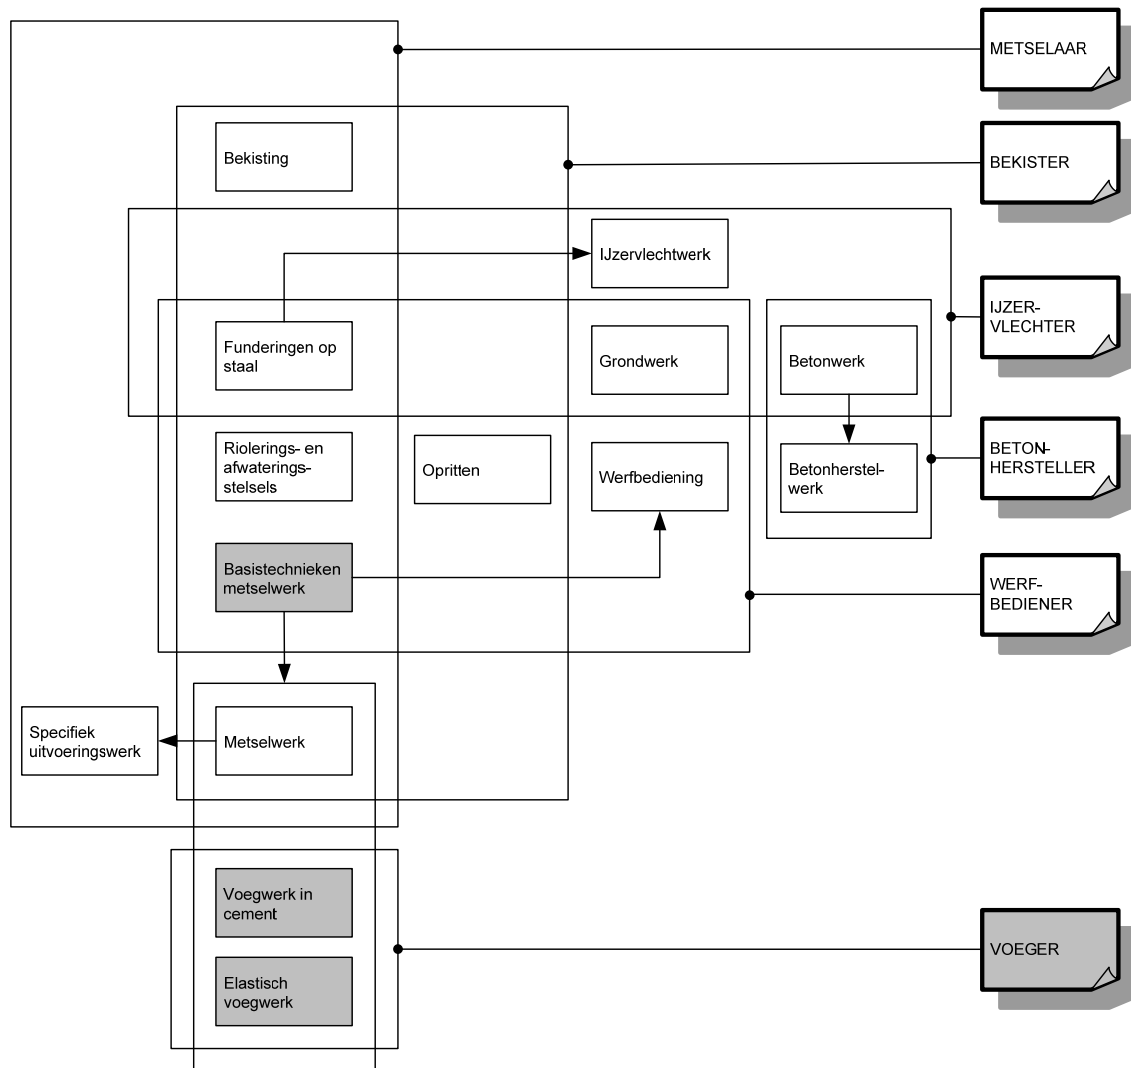 METSELAAR
Bekisting
BEKISTER
IJzervlechtwerk
IJZER-
VLECHTER
Funderingen op
staal
Grondwerk
Betonwerk
Riolerings- en
afwaterings-
stelsels
Opritten
Werfbediening
Betonherstel-
werk
BETON-
HERSTELLER
Basistechnieken
metselwerk
WERF-
BEDIENER
Specifiek
uitvoeringswerk
Metselwerk
Voegwerk in
cement
VOEGER
Elastisch
voegwerk